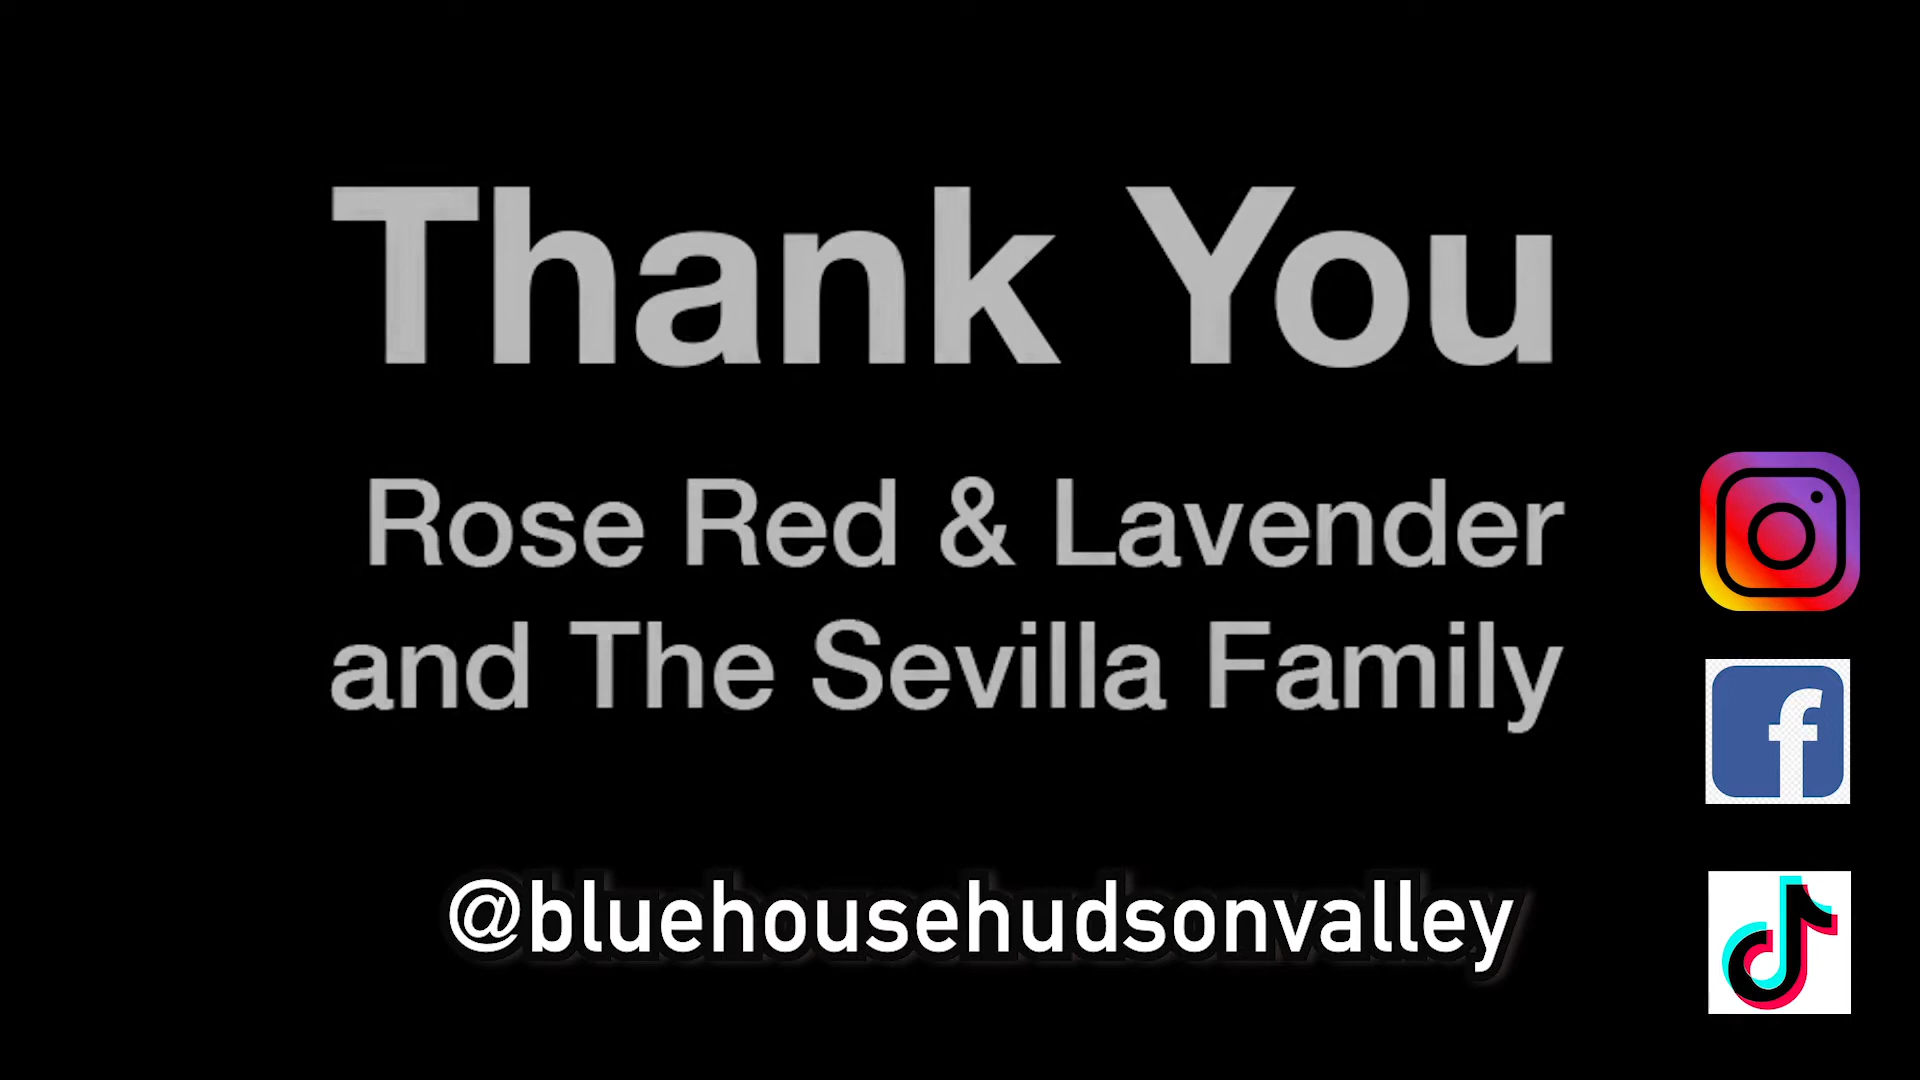 Thank You
Rose Red & Lavender
and The Sevilla Family
@bluehousehudsonvalley